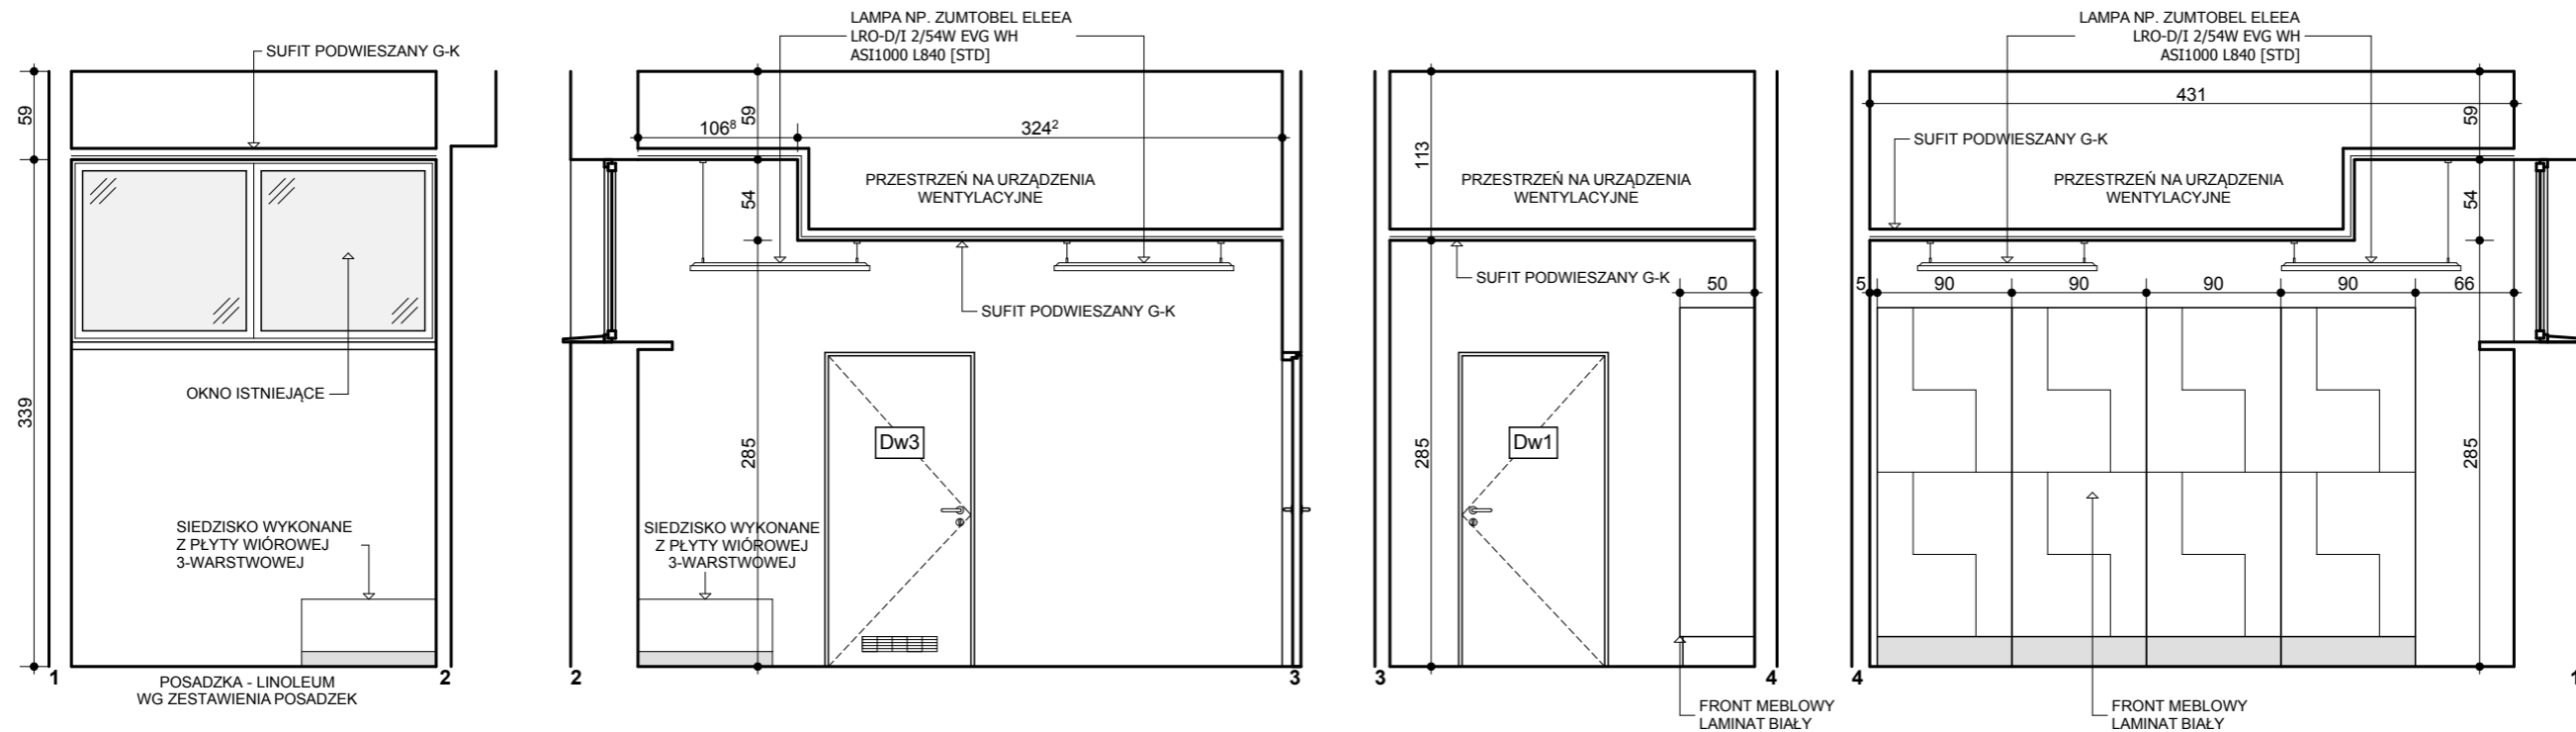 SUFIT PODWIESZANY G-K
59
339
OKNO ISTNIEJĄCE
SIEDZISKO WYKONANE
Z PŁYTY WIÓROWEJ
3-WARSTWOWEJ
1
2
POSADZKA - LINOLEUM
WG ZESTAWIENIA POSADZEK
LAMPA NP. ZUMTOBEL ELEEA
LRO-D/I 2/54W EVG WH
ASI1000 L840 [STD]
59
106⁸
324²
54
PRZESTRZEŃ NA URZĄDZENIA
WENTYLACYJNE
SUFIT PODWIESZANY G-K
285
Dw3
SIEDZISKO WYKONANE
Z PŁYTY WIÓROWEJ
3-WARSTWOWEJ
2
3
113
PRZESTRZEŃ NA URZĄDZENIA
WENTYLACYJNE
SUFIT PODWIESZANY G-K
50
285
Dw1
3
4
FRONT MEBLOWY
LAMINAT BIAŁY
LAMPA NP. ZUMTOBEL ELEEA
LRO-D/I 2/54W EVG WH
ASI1000 L840 [STD]
431
59
SUFIT PODWIESZANY G-K
PRZESTRZEŃ NA URZĄDZENIA
WENTYLACYJNE
54
5 90 90 90 90 66
285
4
1
FRONT MEBLOWY
LAMINAT BIAŁY